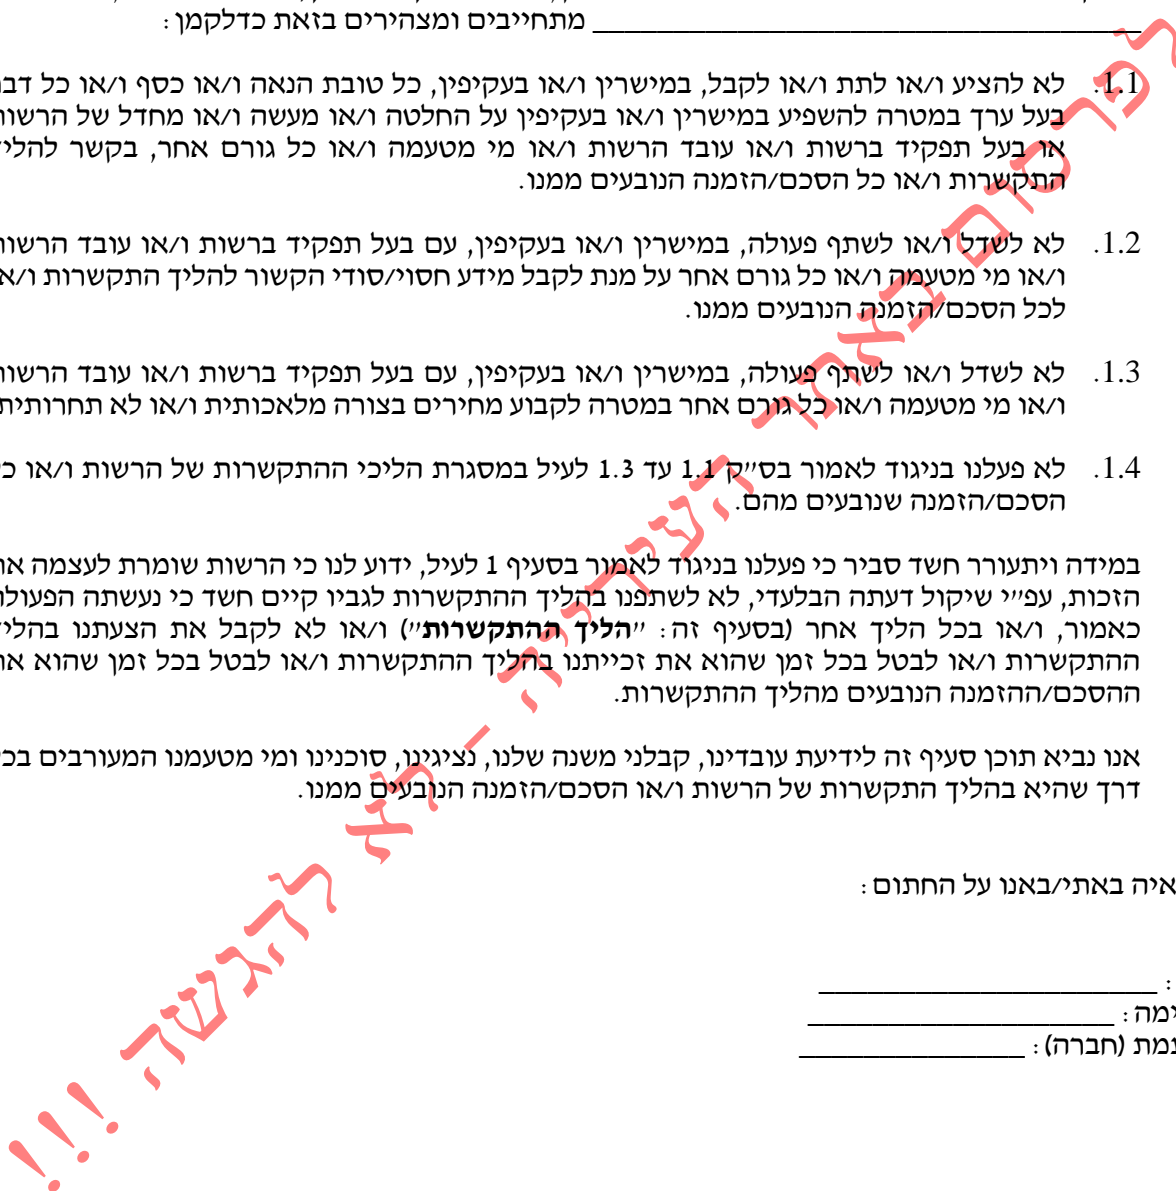 _________________________________ מתחייבים ומצהירים בזאת כדלקמן:
1.1. לא להציע ו/או לתת ו/או לקבל, במישרין ו/או בעקיפין, כל טובת הנאה ו/או כסף ו/או כל דבר
בעל ערך במטרה להשפיע במישרין ו/או בעקיפין על החלטה ו/או מעשה ו/או מחדל של הרשות
או בעל תפקיד ברשות ו/או עובד הרשות ו/או מי מטעמה ו/או כל גורם אחר, בקשר להליך
התקשרות ו/או כל הסכם/הזמנה הנובעים ממנו.
1.2. לא לשדל ו/או לשתף פעולה, במישרין ו/או בעקיפין, עם בעל תפקיד ברשות ו/או עובד הרשות
ו/או מי מטעמה ו/או כל גורם אחר על מנת לקבל מידע חסוי/סודי הקשור להליך התקשרות ו/או
לכל הסכם/הזמנה הנובעים ממנו.
1.3. לא לשדל ו/או לשתף פעולה, במישרין ו/או בעקיפין, עם בעל תפקיד ברשות ו/או עובד הרשות
ו/או מי מטעמה ו/או כל גורם אחר במטרה לקבוע מחירים בצורה מלאכותית ו/או לא תחרותית
1.4. לא פעלנו בניגוד לאמור בס״ק 1.1 עד 1.3 לעיל במסגרת הליכי ההתקשרות של הרשות ו/או כל
הסכם/הזמנה שנובעים מהם.
במידה ויתעורר חשד סביר כי פעלנו בניגוד לאמור בסעיף 1 לעיל, ידוע לנו כי הרשות שומרת לעצמה את
הזכות, עפ״י שיקול דעתה הבלעדי, לא לשתפנו בהליך ההתקשרות לגביו קיים חשד כי נעשתה הפעולה
כאמור, ו/או בכל הליך אחר (בסעיף זה: ״הליך ההתקשרות״) ו/או לא לקבל את הצעתנו בהליך
ההתקשרות ו/או לבטל בכל זמן שהוא את זכייתנו בהליך ההתקשרות ו/או לבטל בכל זמן שהוא את
ההסכם/ההזמנה הנובעים מהליך ההתקשרות.
אנו נביא תוכן סעיף זה לידיעת עובדינו, קבלני משנה שלנו, נציגינו, סוכנינו ומי מטעמנו המעורבים בכל
דרך שהיא בהליך התקשרות של הרשות ו/או הסכם/הזמנה הנובעים ממנו.
איה באתי/באנו על החתום:
: ____________________
ימה: __________________
מת (חברה): _____________
לפרסום באתר העירייה - לא להגשה !!!